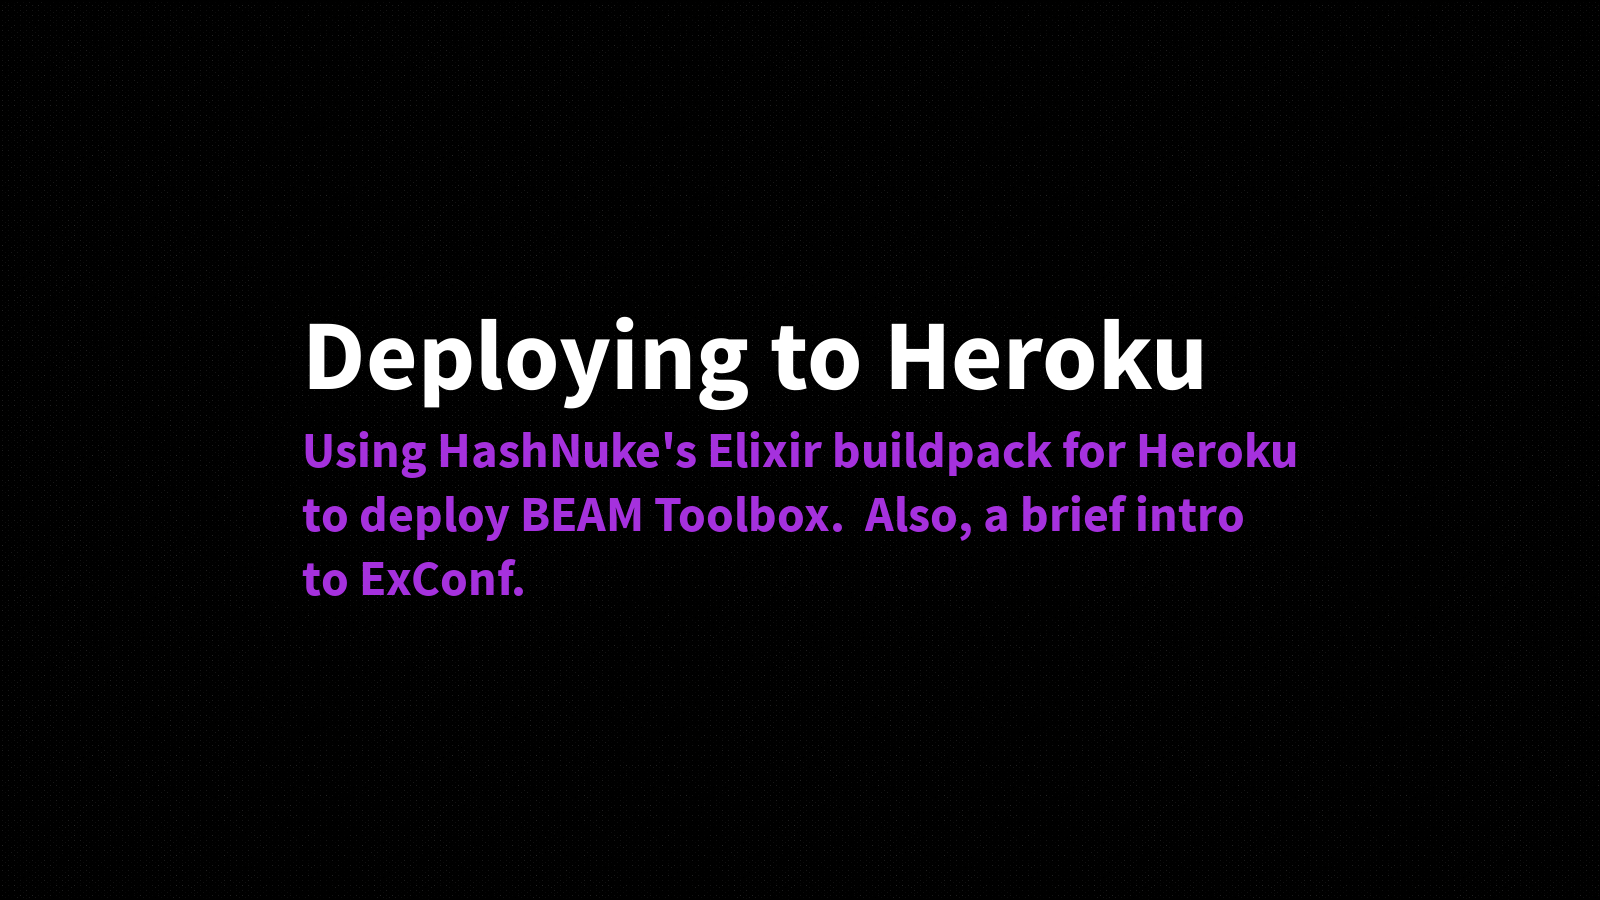 Deploying to Heroku
Using HashNuke's Elixir buildpack for Heroku
to deploy BEAM Toolbox.  Also, a brief intro
to ExConf.